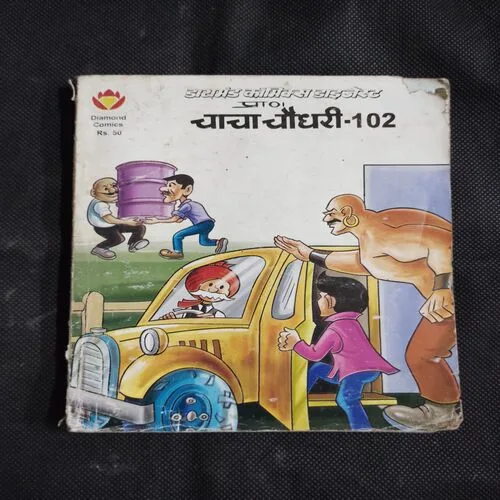 Diamond
Comics
Rs. 50
डायमंड कॉमिक्स डाइजेस्ट
प्राण
चाचा चौधरी-102